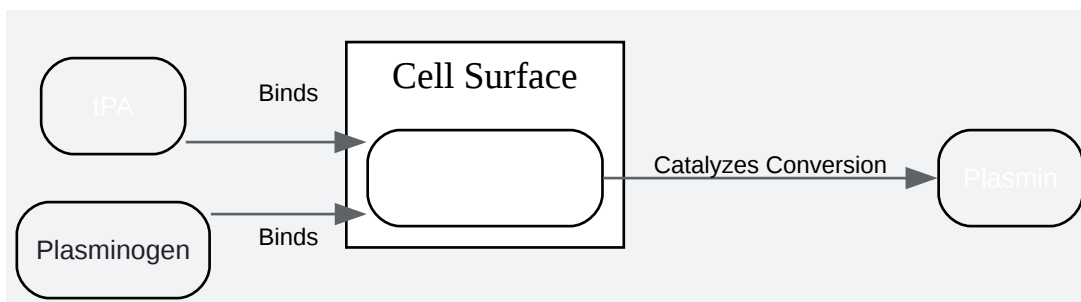 tPA
Binds
Cell Surface
Catalyzes Conversion
Plasmin
Plasminogen
Binds